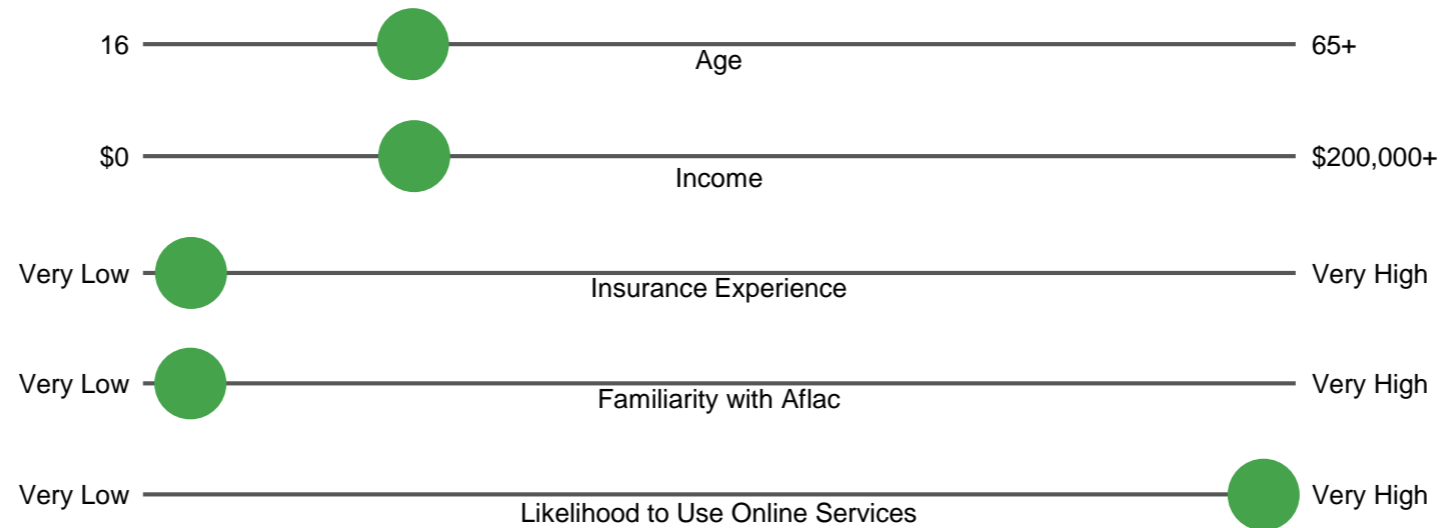 16 65+
Age
$0 $200,000+
Income
Very Low Very High
Insurance Experience
Very Low Very High
Familiarity with Aflac
Very Low Very High
Likelihood to Use Online Services